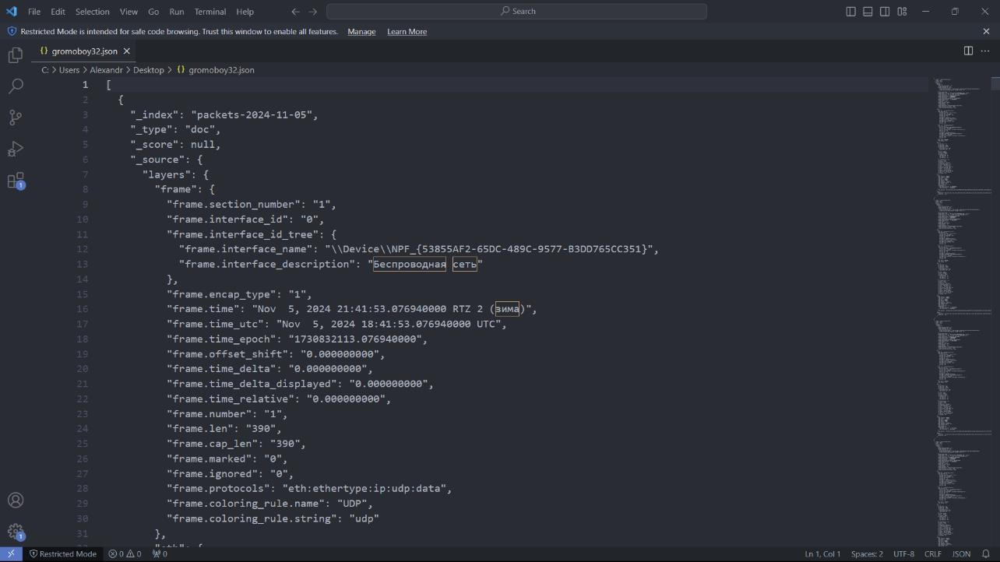 File Edit Selection View Go Run Terminal Help
Search
Restricted Mode is intended for safe code browsing. Trust this window to enable all features. Manage Learn More
{} gromoboy32.json
C: > Users > Alexandr > Desktop > {} gromoboy32.json
1 [
2 {
3 "_index": "packets-2024-11-05",
4 "_type": "doc",
5 "_score": null,
6 "_source": {
7 "layers": {
8 "frame": {
9 "frame.section_number": "1",
10 "frame.interface_id": "0",
11 "frame.interface_id_tree": {
12 "frame.interface_name": "\\Device\\NPF_{53855AF2-65DC-489C-9577-B3DD765CC351}",
13 "frame.interface_description": "Беспроводная сеть"
14 },
15 "frame.encap_type": "1",
16 "frame.time": "Nov  5, 2024 21:41:53.076940000 RTZ 2 (зима)",
17 "frame.time_utc": "Nov  5, 2024 18:41:53.076940000 UTC",
18 "frame.time_epoch": "1730832113.076940000",
19 "frame.offset_shift": "0.000000000",
20 "frame.time_delta": "0.000000000",
21 "frame.time_delta_displayed": "0.000000000",
22 "frame.time_relative": "0.000000000",
23 "frame.number": "1",
24 "frame.len": "390",
25 "frame.cap_len": "390",
26 "frame.marked": "0",
27 "frame.ignored": "0",
28 "frame.protocols": "eth:ethertype:ip:udp:data",
29 "frame.coloring_rule.name": "UDP",
30 "frame.coloring_rule.string": "udp"
31 },
1
1
Restricted Mode 0 0 0 Ln 1, Col 1 Spaces: 2 UTF-8 CRLF JSON